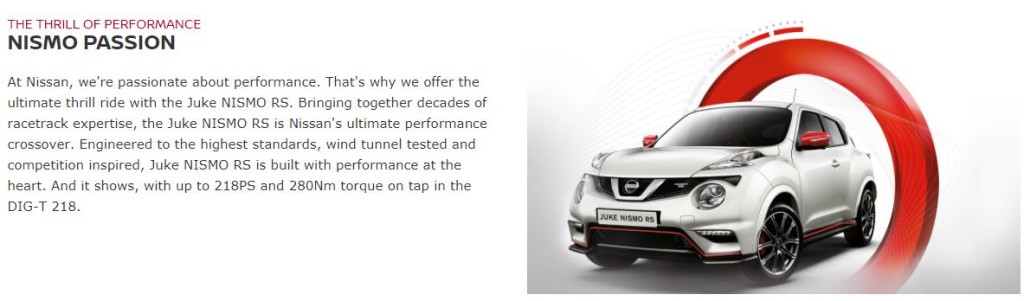 THE THRILL OF PERFORMANCE
NISMO PASSION
At Nissan, we're passionate about performance. That's why we offer the
ultimate thrill ride with the Juke NISMO RS. Bringing together decades of
racetrack expertise, the Juke NISMO RS is Nissan's ultimate performance
crossover. Engineered to the highest standards, wind tunnel tested and
competition inspired, Juke NISMO RS is built with performance at the
heart. And it shows, with up to 218PS and 280Nm torque on tap in the
DIG-T 218.
JUKE NISMO RS